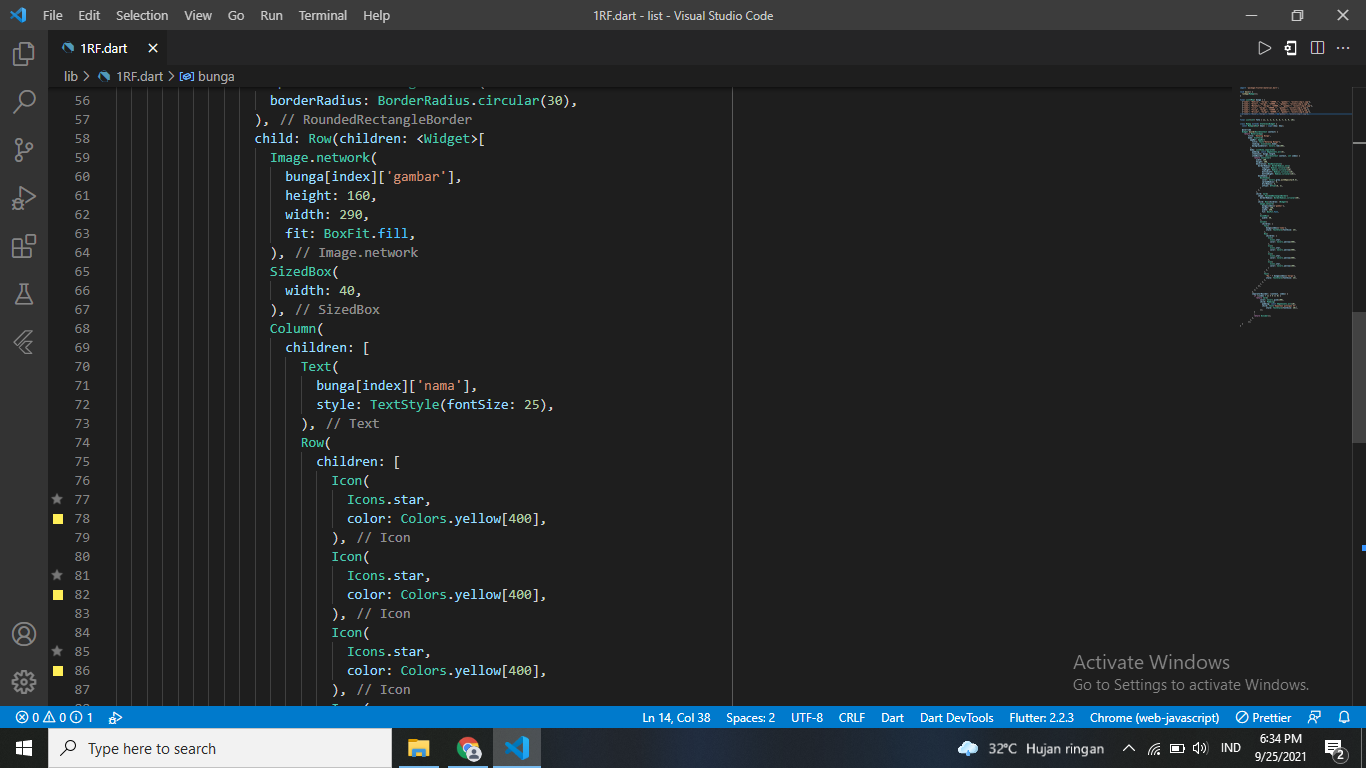 File Edit Selection View Go Run Terminal Help
1RF.dart - list - Visual Studio Code
1RF.dart
lib > 1RF.dart > bunga
56 borderRadius: BorderRadius.circular(30),
57 ), // RoundedRectangleBorder
58 child: Row(children: <Widget>[
59 Image.network(
60 bunga[index]['gambar'],
61 height: 160,
62 width: 290,
63 fit: BoxFit.fill,
64 ), // Image.network
65 SizedBox(
66 width: 40,
67 ), // SizedBox
68 Column(
69 children: [
70 Text(
71 bunga[index]['nama'],
72 style: TextStyle(fontSize: 25),
73 ), // Text
74 Row(
75 children: [
76 Icon(
77 Icons.star,
78 color: Colors.yellow[400],
79 ), // Icon
80 Icon(
81 Icons.star,
82 color: Colors.yellow[400],
83 ), // Icon
84 Icon(
85 Icons.star,
86 color: Colors.yellow[400],
87 ), // Icon
Activate Windows
Go to Settings to activate Windows.
0 0 1 Ln 14, Col 38 Spaces: 2 UTF-8 CRLF Dart Dart DevTools Flutter: 2.2.3 Chrome (web-javascript) Prettier
Type here to search
32°C Hujan ringan
IND
6:34 PM
9/25/2021
2